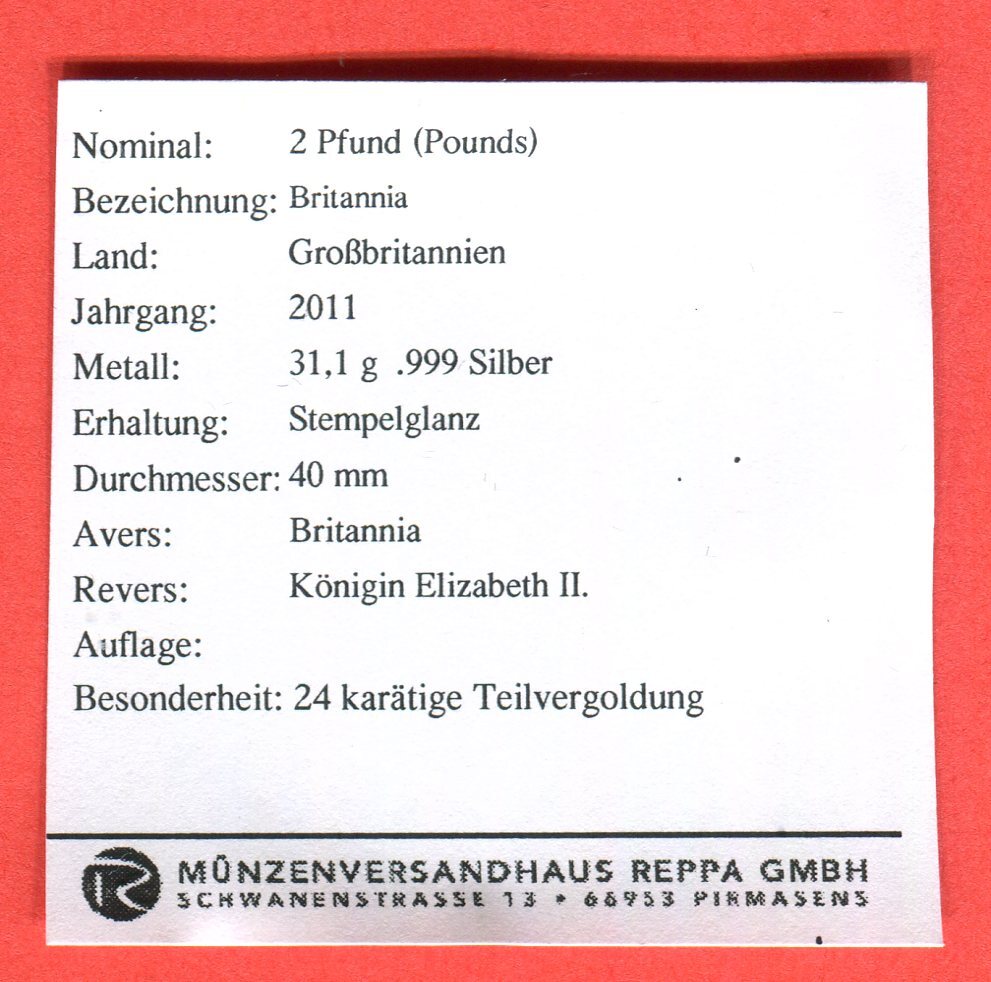 Nominal: 2 Pfund (Pounds)
Bezeichnung: Britannia
Land: Großbritannien
Jahrgang: 2011
Metall: 31,1 g .999 Silber
Erhaltung: Stempelglanz
Durchmesser: 40 mm
Avers: Britannia
Revers: Königin Elizabeth II.
Auflage:
Besonderheit: 24 karätige Teilvergoldung
R MÜNZENVERSANDHAUS REPPA GMBH
SCHWANENSTRASSE 13 • 66953 PIRMASENS